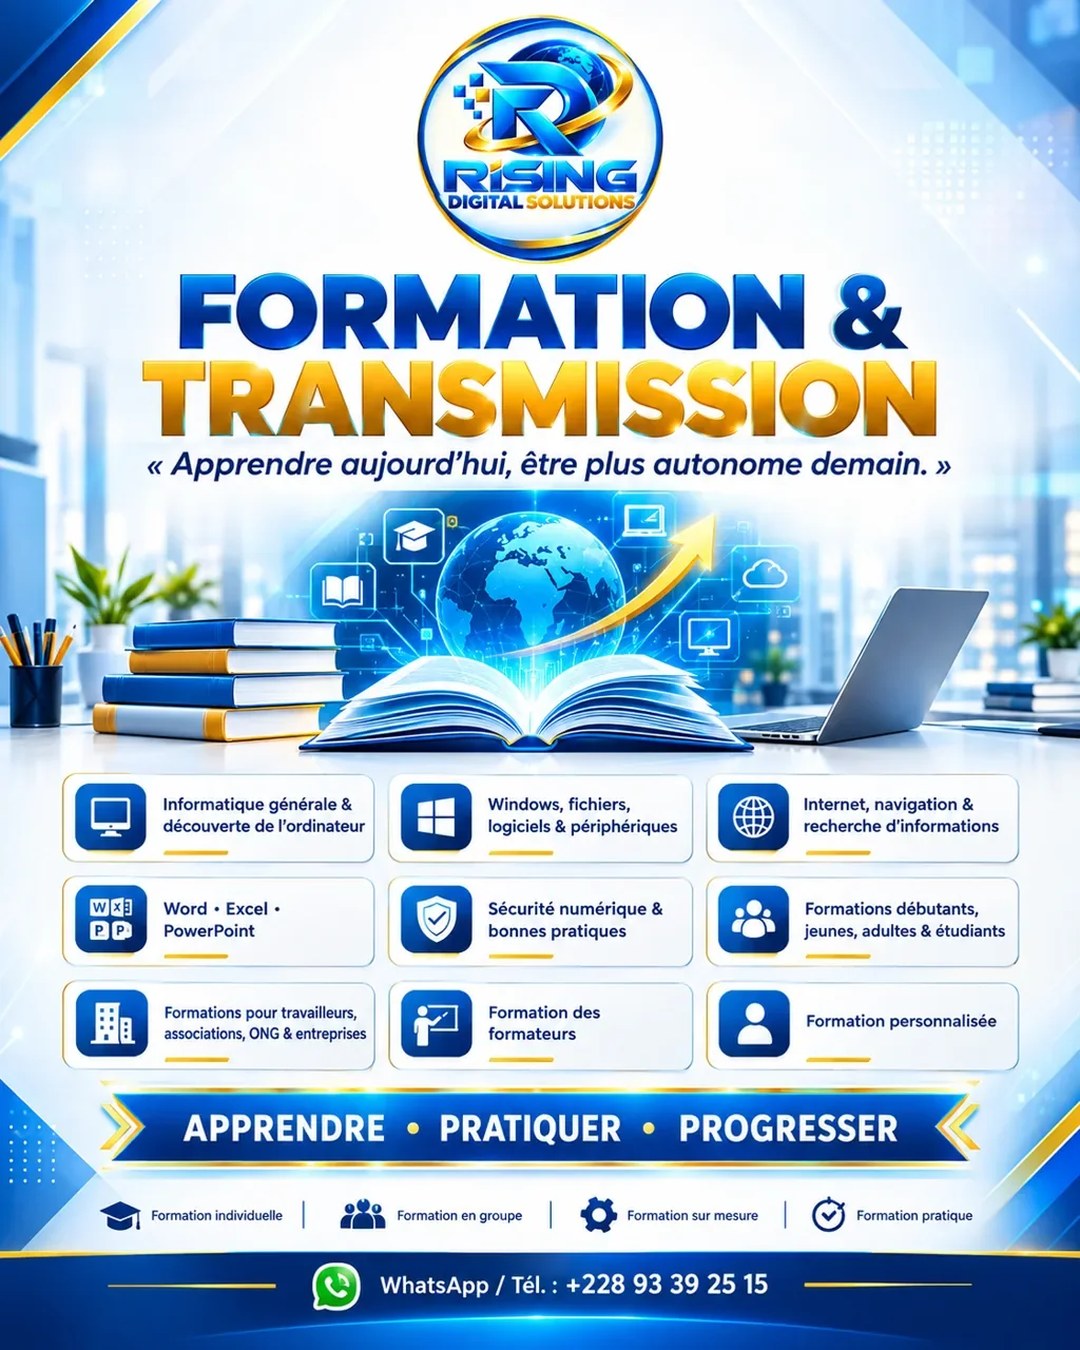 RiSING
DIGITAL SOLUTIONS
FORMATION &
TRANSMISSION
« Apprendre aujourd’hui, être plus autonome demain. »
Informatique générale &
découverte de l’ordinateur
Windows, fichiers,
logiciels & périphériques
Internet, navigation &
recherche d’informations
W X
P P
Word • Excel •
PowerPoint
Sécurité numérique &
bonnes pratiques
Formations débutants,
jeunes, adultes & étudiants
Formations pour travailleurs,
associations, ONG & entreprises
Formation des
formateurs
Formation personnalisée
APPRENDRE • PRATIQUER • PROGRESSER
Formation individuelle
Formation en groupe
Formation sur mesure
Formation pratique
WhatsApp / Tél. : +228 93 39 25 15